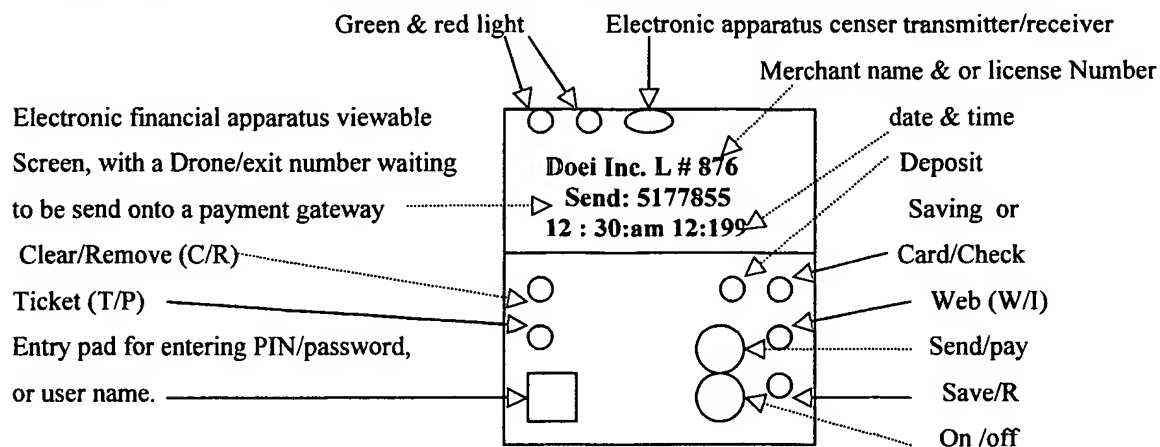 Green & red light
Electronic apparatus censer transmitter/receiver
Merchant name & or license Number
Electronic financial apparatus viewable
date & time
Screen, with a Drone/exit number waiting
Deposit
to be send onto a payment gateway
Saving or
Clear/Remove (C/R)
Card/Check
Ticket (T/P)
Web (W/I)
Entry pad for entering PIN/password,
Send/pay
or user name.
Save/R
On /off
Doei Inc. L # 876
Send: 5177855
12 : 30:am 12:199